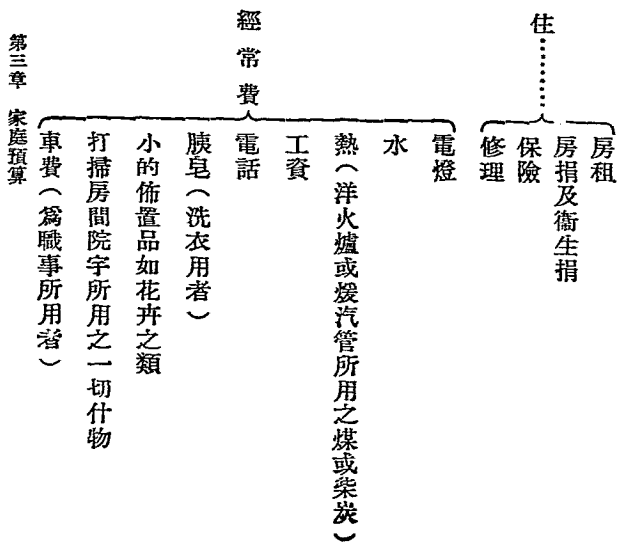 住………
房租
房捐及衞生捐
保險
修理
經常費
電燈
水
熱(洋火爐或煖汽管所用之煤或柴炭)
工資
電話
胰皂(洗衣用者)
小的佈置品如花卉之類
打掃房間院宇所用之一切什物
車費(爲職事所用者)
第三章 家庭預算